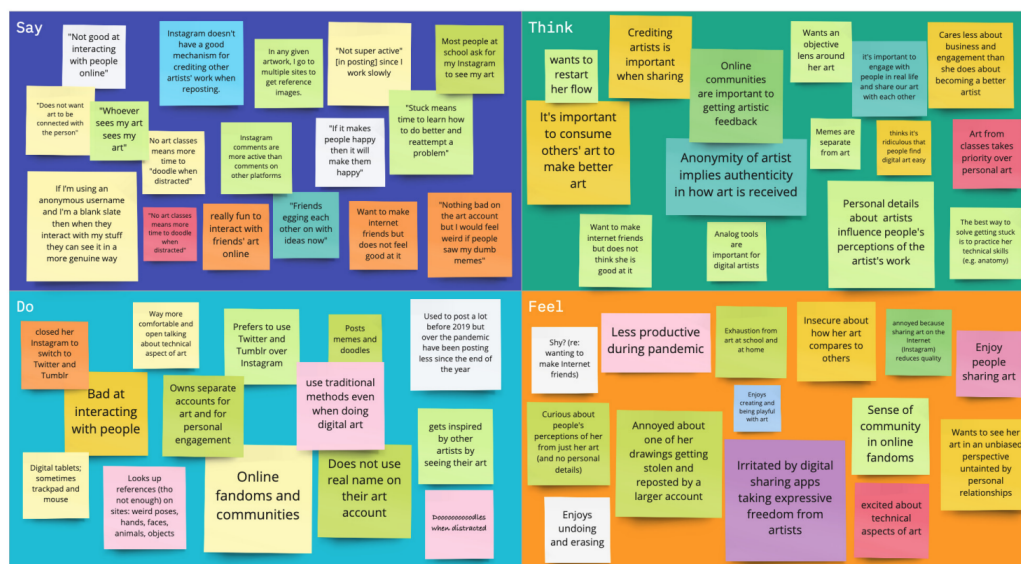 Say
"Not good at
interacting
with people
online"
Instagram doesn't
have a good
mechanism for
crediting other
artists' work when
reposting.
In any given
artwork, I go to
multiple sites to
get reference
images.
"Not super active"
[in posting] since I
work slowly
Most people at
school ask for
my Instagram
to see my art
"Does not want
art to be
connected with
the person"
"Whoever
sees my art
sees my
art"
No art classes
means more
time to
"doodle when
distracted"
Instagram
comments are
more active than
comments on
other platforms
"If it makes
people happy
then it will
make them
happy"
"Stuck means
time to learn how
to do better and
reattempt a
problem"
If I'm using an
anonymous username
and I'm a blank slate
then when they
interact with my stuff
they can see it in a
more genuine way
"No art classes
means more
time to doodle
when
distracted"
really fun to
interact with
friends' art
online
"Friends
egging each
other on with
ideas now"
Want to make
internet
friends but
does not feel
good at it
"Nothing bad on
the art account
but I would feel
weird if people
saw my dumb
memes"
Think
wants to
restart
her flow
Crediting
artists is
important
when sharing
Online
communities
are important to
getting artistic
feedback
Wants an
objective
lens around
her art
it's important to
engage with
people in real life
and share our art
with each other
Cares less about
business and
engagement than
she does about
becoming a better
artist
It's important
to consume
others' art to
make better
art
Anonymity of artist
implies authenticity
in how art is received
Memes are
separate
from art
thinks it's
ridiculous that
people find
digital art easy
Art from
classes takes
priority over
personal art
Want to make
internet friends
but does not
think she is
good at it
Analog tools
are
important for
digital artists
Personal details
about artists
influence people's
perceptions of the
artist's work
The best way to
solve getting stuck
is to practice her
technical skills
(e.g. anatomy)
Do
closed her
Instagram to
switch to
Twitter and
Tumblr
Way more
comfortable and
open talking
about technical
aspect of art
Prefers to use
Twitter and
Tumblr over
Instagram
Posts
memes and
doodles
Used to post a lot
before 2019 but
over the pandemic
have been posting
less since the end of
the year
Bad at
interacting
with people
Owns separate
accounts for
art and for
personal
engagement
use traditional
methods even
when doing
digital art
gets inspired
by other
artists by
seeing their art
Digital tablets;
sometimes
trackpad and
mouse
Looks up
references (tho
not enough) on
sites: weird poses,
hands, faces,
animals, objects
Online
fandoms and
communities
Does not use
real name on
their art
account
when distracted
Feel
Shy? (re:
wanting to
make Internet
friends)
Less productive
during pandemic
Exhaustion from
art at school and
at home
Insecure about
how her art
compares to
others
annoyed because
sharing art on the
Internet
(Instagram)
reduces quality
Enjoy
people
sharing art
Curious about
people's
perceptions of her
from just her art
(and no personal
details)
Annoyed about
one of her
drawings getting
stolen and
reposted by a
larger account
Enjoys
creating and
being playful
with art
Irritated by digital
sharing apps
taking expressive
freedom from
artists
Sense of
community
in online
fandoms
Wants to see her
art in an unbiased
perspective
untainted by
personal
relationships
Enjoys
undoing
and erasing
excited about
technical
aspects of art